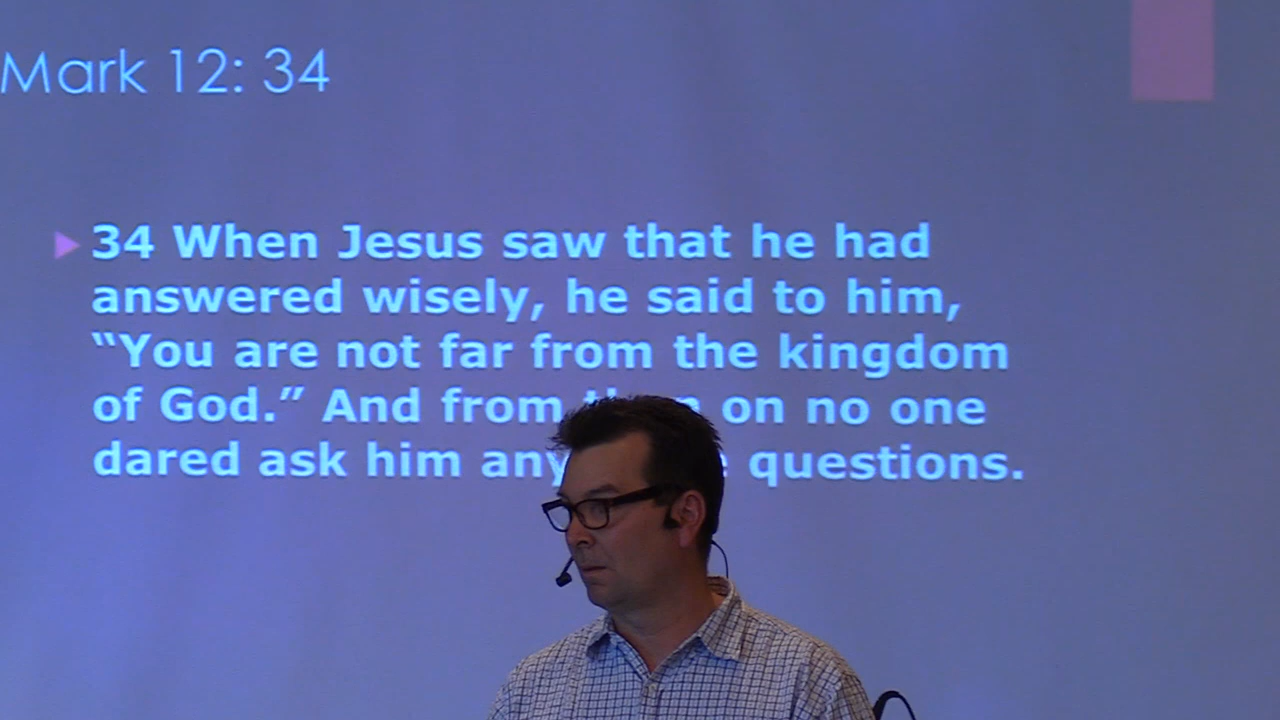 Mark 12: 34
34 When Jesus saw that he had
answered wisely, he said to him,
“You are not far from the kingdom
of God.” And from on no one
dared ask him questions.